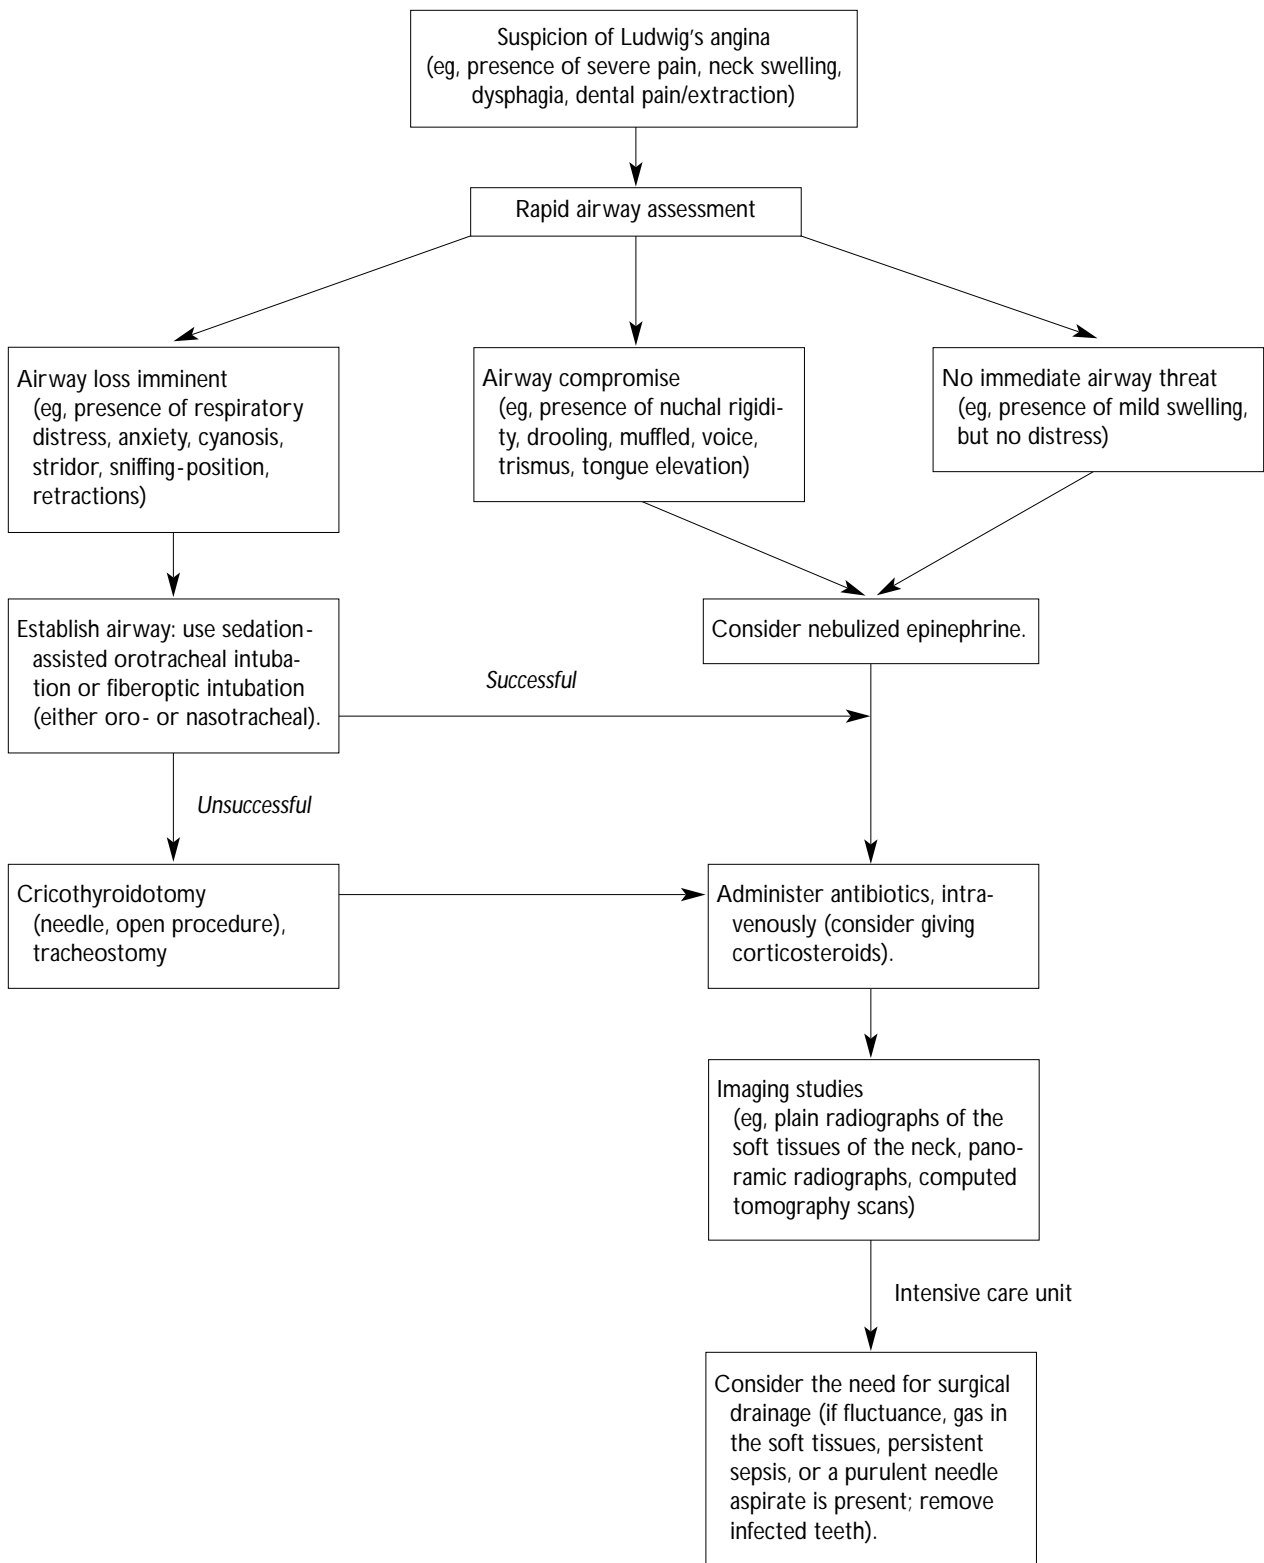 Suspicion of Ludwig's angina
(eg, presence of severe pain, neck swelling,
dysphagia, dental pain/extraction)
Rapid airway assessment
Airway loss imminent
(eg, presence of respiratory
distress, anxiety, cyanosis,
stridor, sniffing-position,
retractions)
Airway compromise
(eg, presence of nuchal rigidi-
ty, drooling, muffled, voice,
trismus, tongue elevation)
No immediate airway threat
(eg, presence of mild swelling,
but no distress)
Establish airway: use sedation-
assisted orotracheal intuba-
tion or fiberoptic intubation
(either oro- or nasotracheal).
Successful
Consider nebulized epinephrine.
Unsuccessful
Cricothyroidotomy
(needle, open procedure),
tracheostomy
Administer antibiotics, intra-
venously (consider giving
corticosteroids).
Imaging studies
(eg, plain radiographs of the
soft tissues of the neck, pano-
ramic radiographs, computed
tomography scans)
Intensive care unit
Consider the need for surgical
drainage (if fluctuance, gas in
the soft tissues, persistent
sepsis, or a purulent needle
aspirate is present; remove
infected teeth).